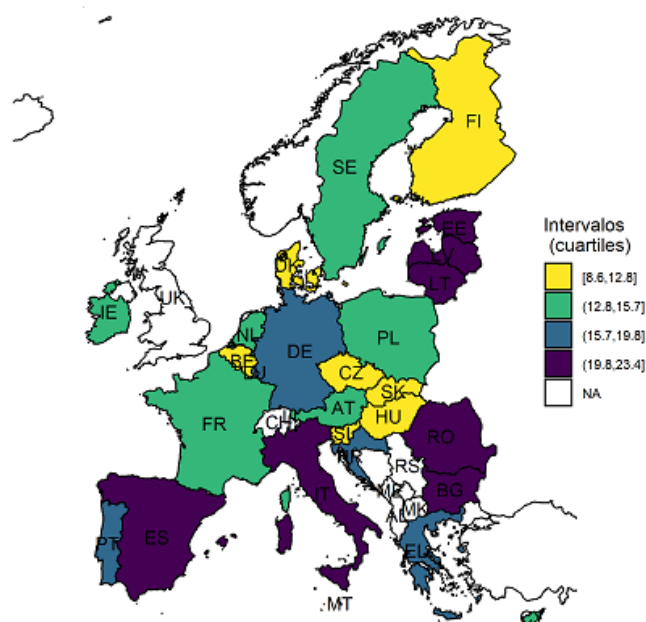 FI
SE
EE
LV
LT
DK
IE
UK
NL
DE
PL
BE
LU
CZ
SK
FR
CH
LI
AT
HU
SI
HR
RO
RS
IT
ME
BG
MK
AL
PT
ES
EL
MT
Intervalos
(cuartiles)
[8.6,12.8]
(12.8,15.7]
(15.7,19.8]
(19.8,23.4]
NA